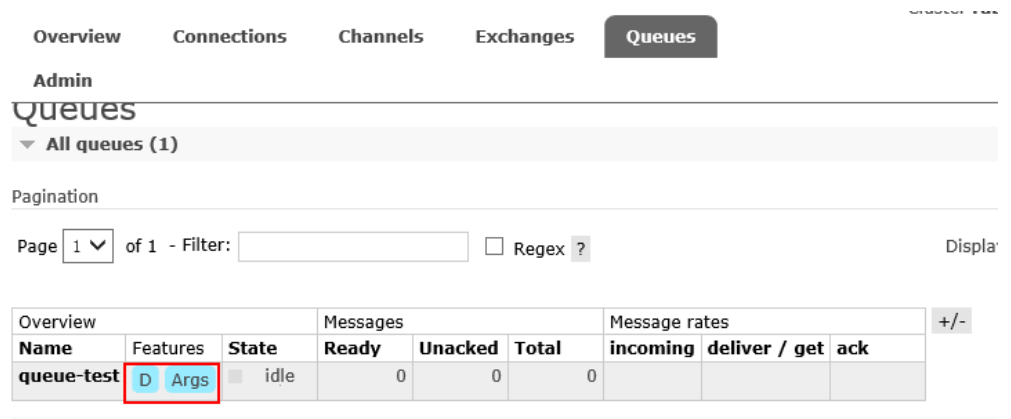 Overview Connections Channels Exchanges Queues
Admin
Queues
All queues (1)
Pagination
Page 1 of 1 - Filter: Regex ?
Overview Messages Message rates +/-
Name Features State Ready Unacked Total incoming deliver / get ack
queue-test D Args idle 0 0 0